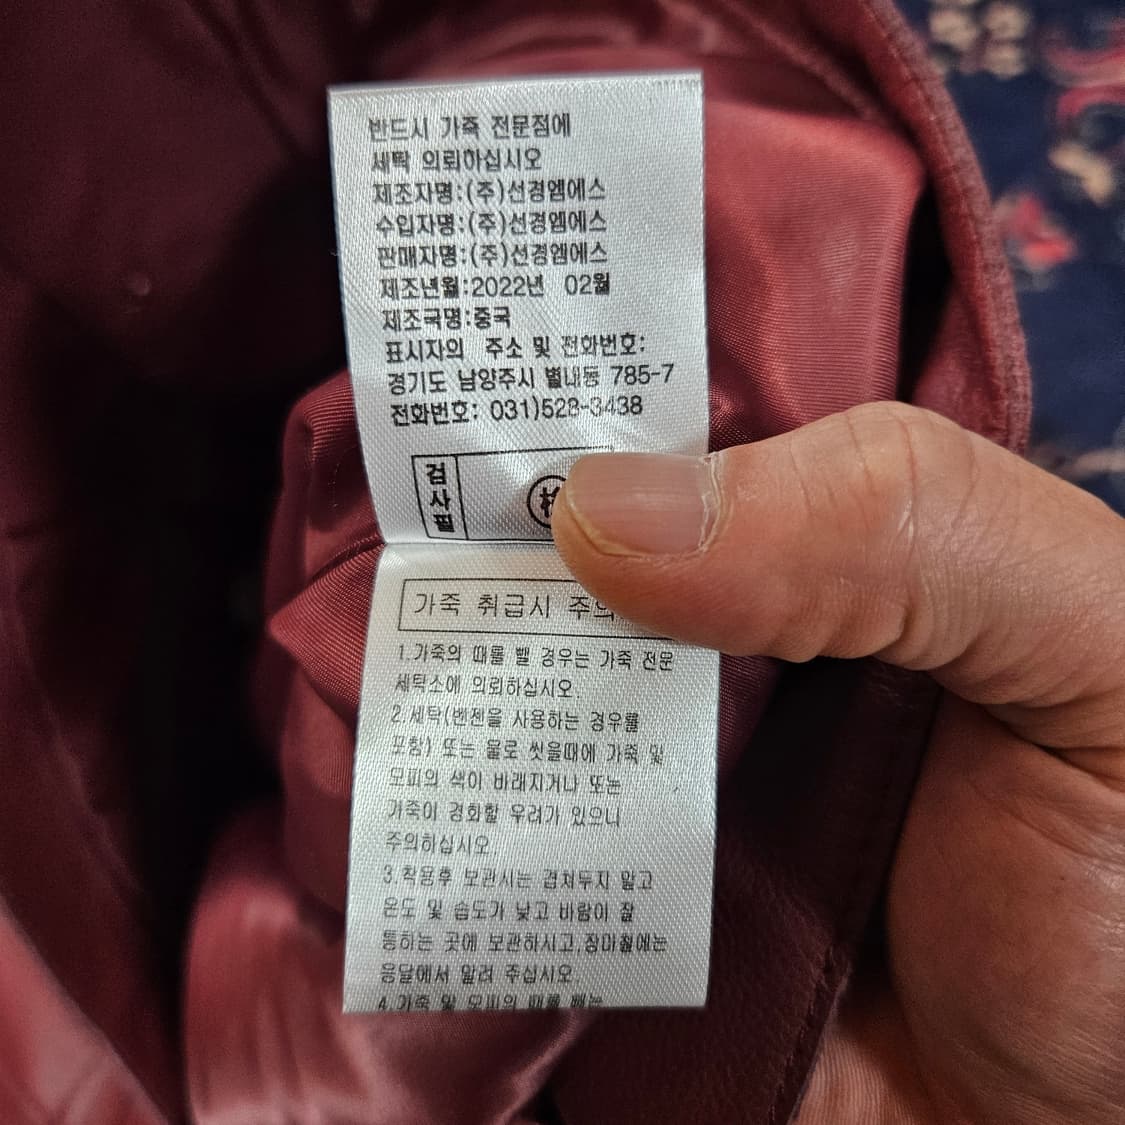 반드시 가죽 전문점에
세탁 의뢰하십시오
제조자명:(주)선경엠에스
수입자명:(주)선경엠에스
판매자명:(주)선경엠에스
제조년월:2022년 02월
제조국명:중국
표시자의 주소 및 전화번호:
경기도 남양주시 별내동 785-7
전화번호: 031)528-3438
검사필
가죽 취급시 주의
1.가죽의 때를 뺄 경우는 가죽 전문
세탁소에 의뢰하십시오.
2.세탁(벤젠을 사용하는 경우를
포함) 또는 물로 씻을때에 가죽 및
모피의 색이 바래지거나 또는
가죽이 경화할 우려가 있으니
주의하십시오.
3.착용후 보관시는 겹쳐두지 말고
온도 및 습도가 낮고 바람이 잘
통하는 곳에 보관하시고,장마철에는
응달에서 말려 주십시오.
4.가죽 및 모피의 때를 빼는